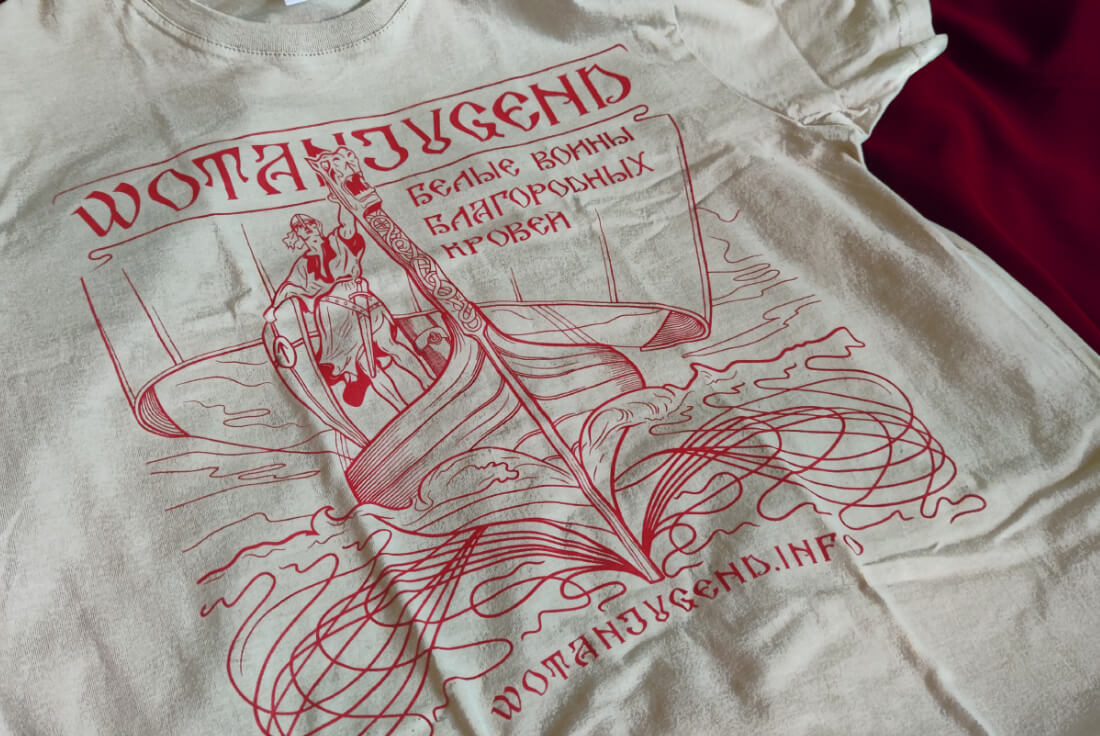 WOTANJUGEND
БЕЛЫЕ ВОИНЫ
БЛАГОРОДНЫХ
КРОВЕЙ
WOTANJUGEND.INFO